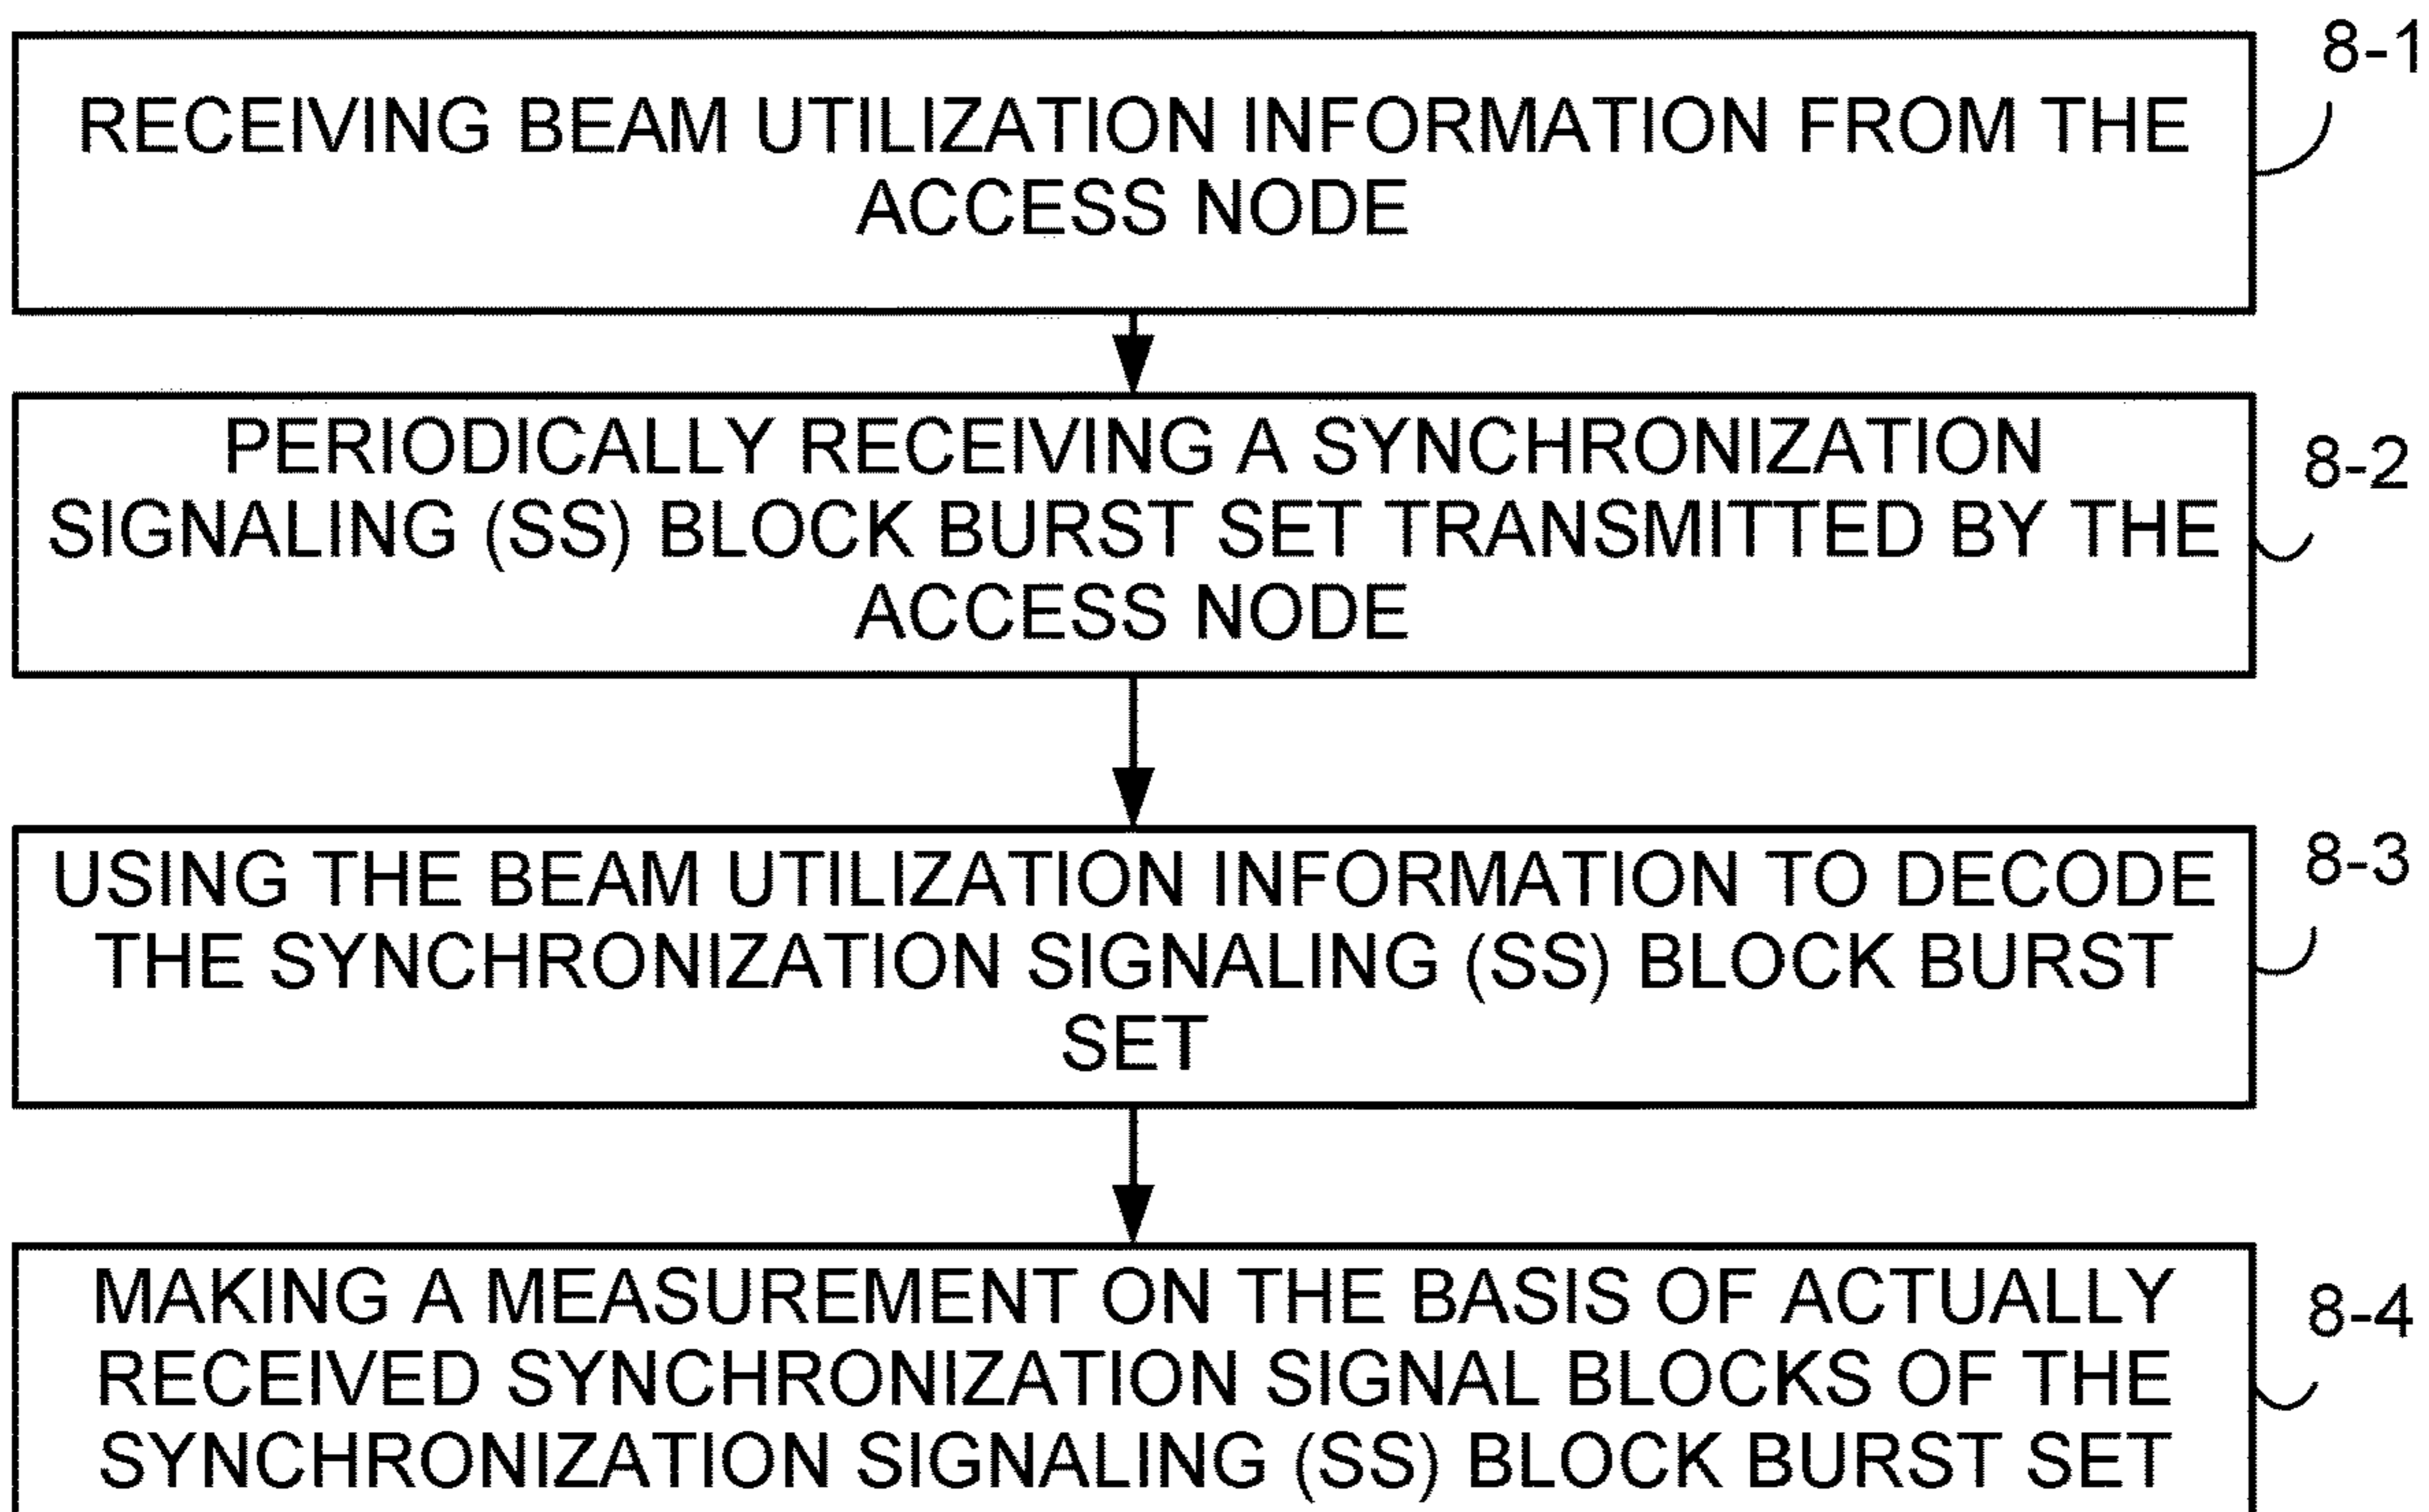 8-1
RECEIVING BEAM UTILIZATION INFORMATION FROM THE
ACCESS NODE
PERIODICALLY RECEIVING A SYNCHRONIZATION
8-2
SIGNALING (SS) BLOCK BURST SET TRANSMITTED BY THE
ACCESS NODE
USING THE BEAM UTILIZATION INFORMATION TO DECODE
8-3
THE SYNCHRONIZATION SIGNALING (SS) BLOCK BURST
SET
MAKING A MEASUREMENT ON THE BASIS OF ACTUALLY
8-4
RECEIVED SYNCHRONIZATION SIGNAL BLOCKS OF THE
SYNCHRONIZATION SIGNALING (SS) BLOCK BURST SET